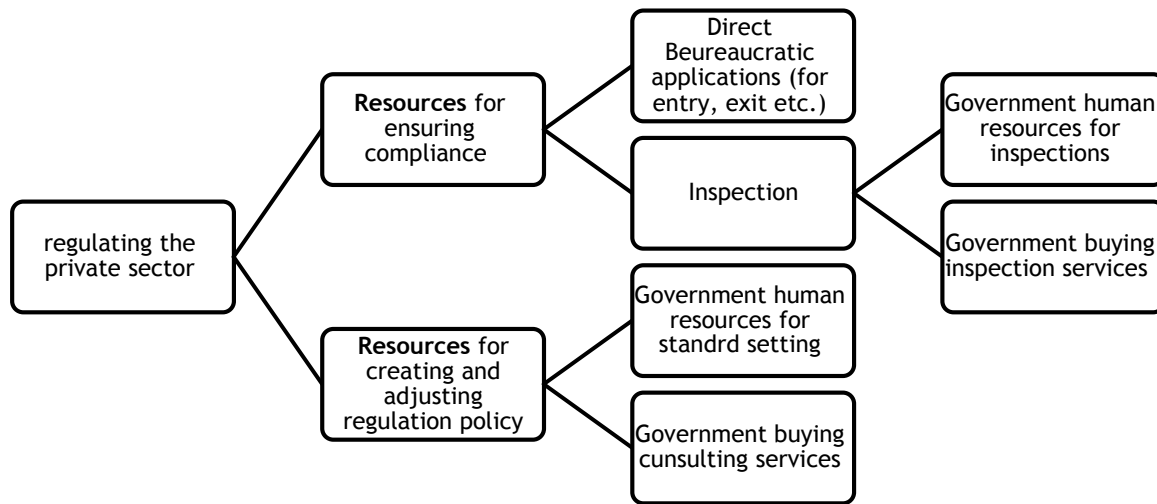 regulating the
private sector
Resources for
ensuring
compliance
Resources for
creating and
adjusting
regulation policy
Direct
Beureaucratic
applications (for
entry, exit etc.)
Inspection
Government human
resources for
standrd setting
Government buying
cunsulting services
Government human
resources for
inspections
Government buying
inspection services